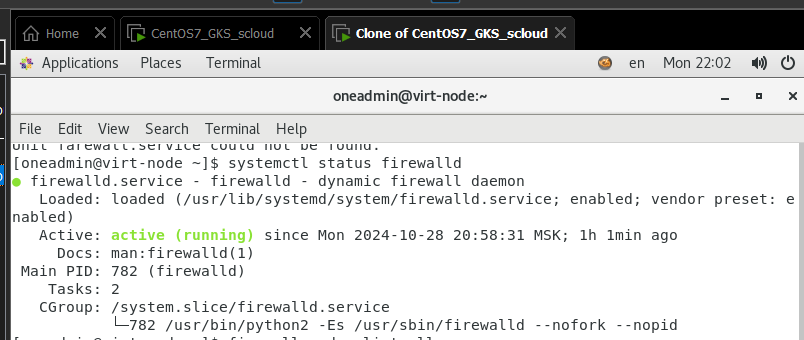 Home CentOS7_GKS_scloud Clone of CentOS7_GKS_scloud
Applications Places Terminal en Mon 22:02
oneadmin@virt-node:~
File Edit View Search Terminal Help
Unit farewall.service could not be found.
[oneadmin@virt-node ~]$ systemctl status firewalld
● firewalld.service - firewalld - dynamic firewall daemon
Loaded: loaded (/usr/lib/systemd/system/firewalld.service; enabled; vendor preset: e
nabled)
Active: active (running) since Mon 2024-10-28 20:58:31 MSK; 1h 1min ago
Docs: man:firewalld(1)
Main PID: 782 (firewalld)
Tasks: 2
CGroup: /system.slice/firewalld.service
└─782 /usr/bin/python2 -Es /usr/sbin/firewalld --nofork --nopid